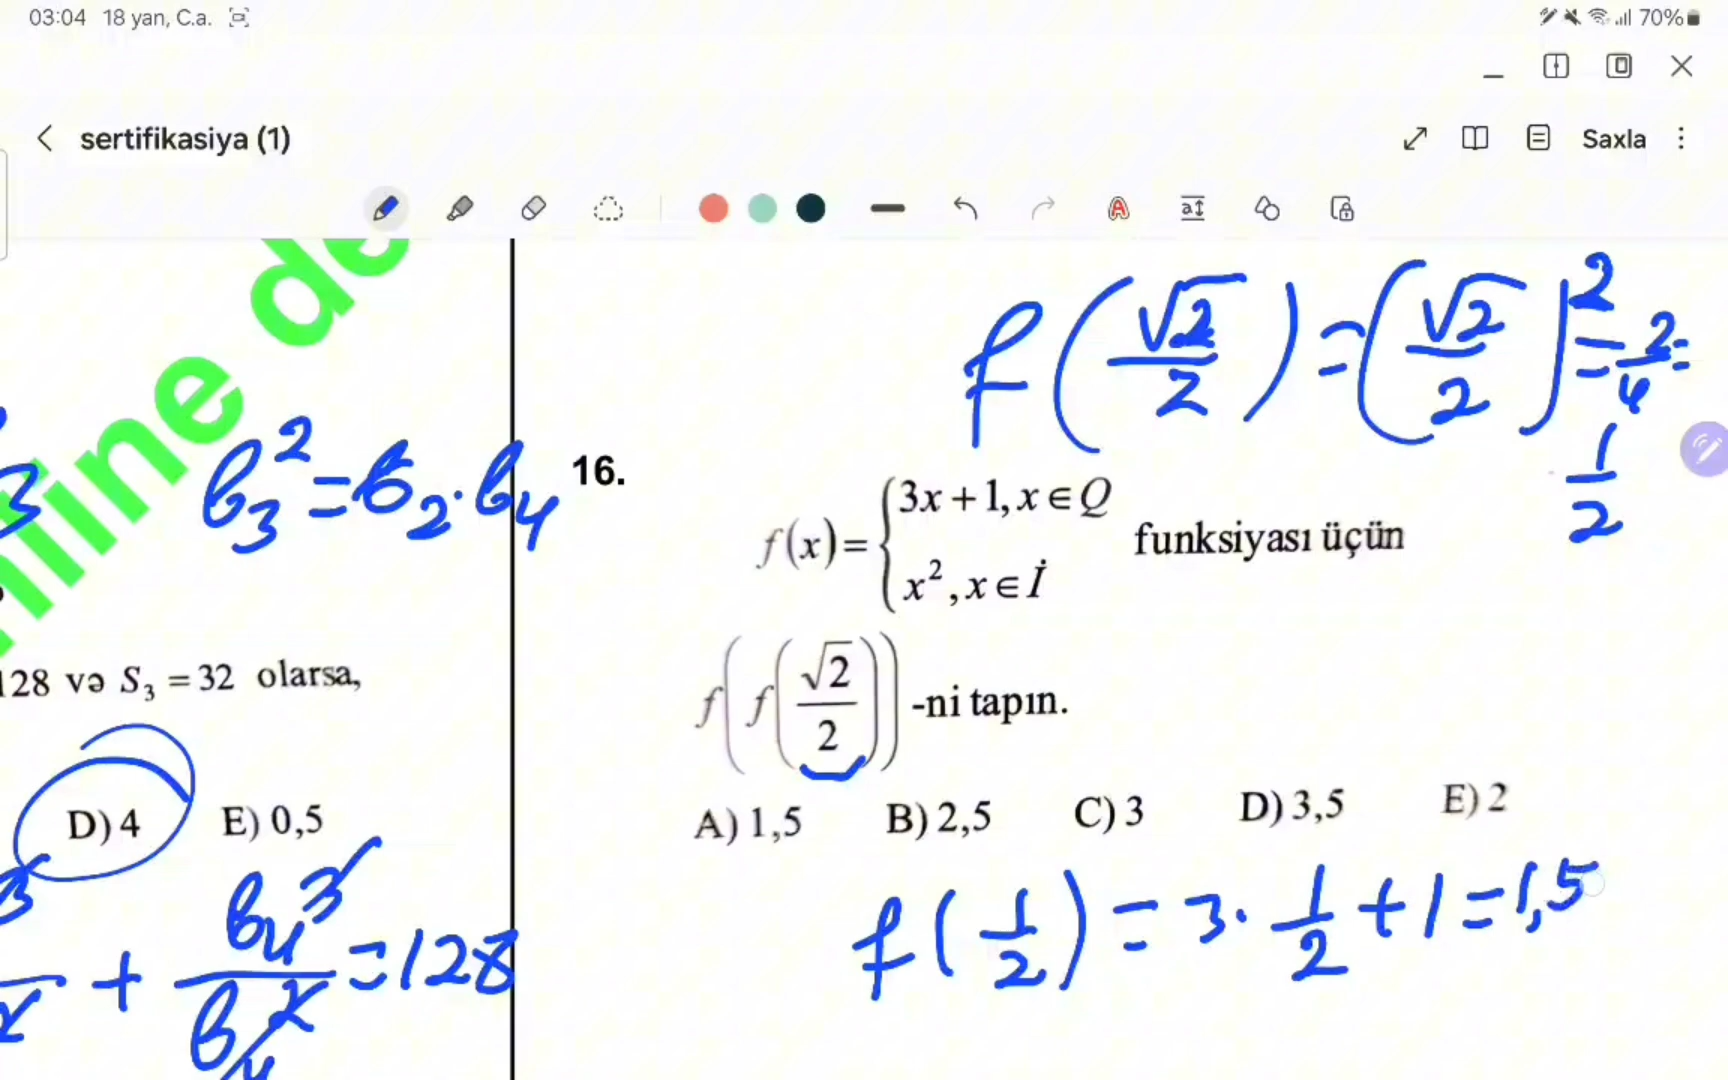 03:04 18 yan, C.a.
70%
sertifikasiya (1)
Saxla
b₃² = b₂ · b₄
128 və S₃ = 32 olarsa,
D) 4 E) 0,5
+ b₄³ = 128
f(√2/2) = (√2/2)² = 2/4 =
1/2
16.
f(x) = { 3x + 1, x ∈ Q
x², x ∈ İ
funksiyası üçün
f(f(√2/2)) -ni tapın.
A) 1,5 B) 2,5 C) 3 D) 3,5 E) 2
f(1/2) = 3 · 1/2 + 1 = 1,5